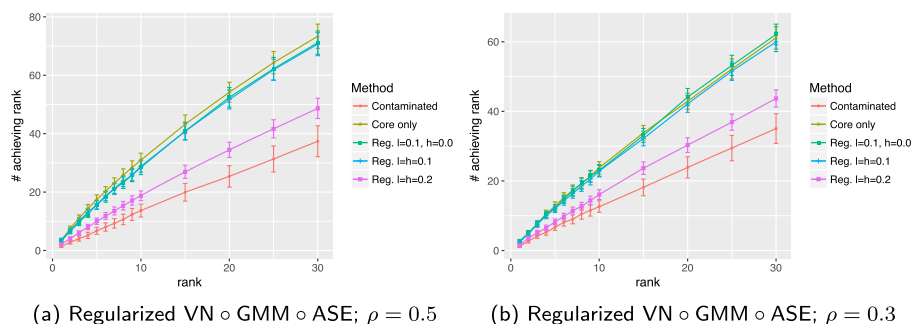 80
60
40
20
0
# achieving rank
0
10
20
30
rank
Method
Contaminated
Core only
Reg. l=0.1, h=0.0
Reg. l=h=0.1
Reg. l=h=0.2
(a) Regularized VN ∘ GMM ∘ ASE; ρ = 0.5
60
40
20
0
# achieving rank
0
10
20
30
rank
Method
Contaminated
Core only
Reg. l=0.1, h=0.0
Reg. l=h=0.1
Reg. l=h=0.2
(b) Regularized VN ∘ GMM ∘ ASE; ρ = 0.3